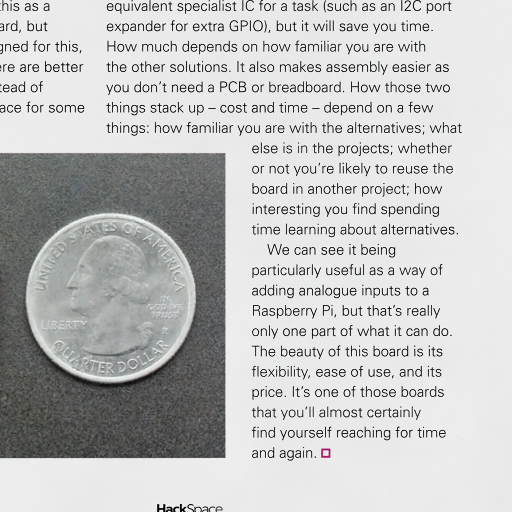 this as a
ard, but
gned for this,
ere are better
tead of
ace for some
equivalent specialist IC for a task (such as an I2C port
expander for extra GPIO), but it will save you time.
How much depends on how familiar you are with
the other solutions. It also makes assembly easier as
you don't need a PCB or breadboard. How those two
things stack up – cost and time – depend on a few
things: how familiar you are with the alternatives; what
else is in the projects; whether
or not you're likely to reuse the
board in another project; how
interesting you find spending
time learning about alternatives.
We can see it being
particularly useful as a way of
adding analogue inputs to a
Raspberry Pi, but that's really
only one part of what it can do.
The beauty of this board is its
flexibility, ease of use, and its
price. It's one of those boards
that you'll almost certainly
find yourself reaching for time
and again.
UNITED STATES OF AMERICA
LIBERTY
IN
GOD WE
TRUST
QUARTER DOLLAR
HackSpace